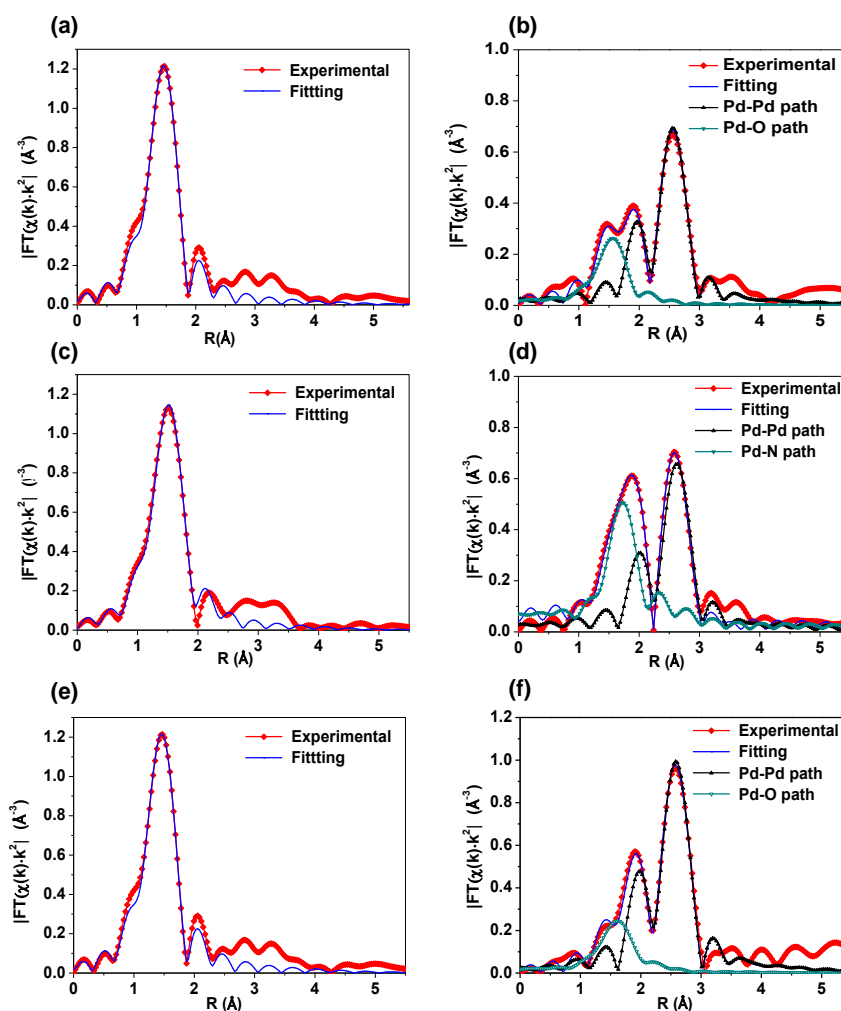 (a)
1.2
1.0
0.8
0.6
0.4
0.2
0.0
|FT(χ(k)·k²| (Å⁻³)
Experimental
Fittting
0 1 2 3 4 5
R(Å)
(b)
1.0
0.8
0.6
0.4
0.2
0.0
|FT(χ(k)·k²| (Å⁻³)
Experimental
Fitting
Pd-Pd path
Pd-O path
0 1 2 3 4 5
R (Å)
(c)
1.2
1.0
0.8
0.6
0.4
0.2
0.0
|FT(χ(k)·k²| (Å⁻³)
Experimental
Fittting
0 1 2 3 4 5
R (Å)
(d)
1.0
0.8
0.6
0.4
0.2
0.0
|FT(χ(k)·k²| (Å⁻³)
Experimental
Fitting
Pd-Pd path
Pd-N path
0 1 2 3 4 5
R (Å)
(e)
1.2
1.0
0.8
0.6
0.4
0.2
0.0
|FT(χ(k)·k²| (Å⁻³)
Experimental
Fittting
0 1 2 3 4 5
R (Å)
(f)
1.2
1.0
0.8
0.6
0.4
0.2
0.0
|FT(χ(k)·k²| (Å⁻³)
Experimental
Fitting
Pd-Pd path
Pd-O path
0 1 2 3 4 5
R (Å)